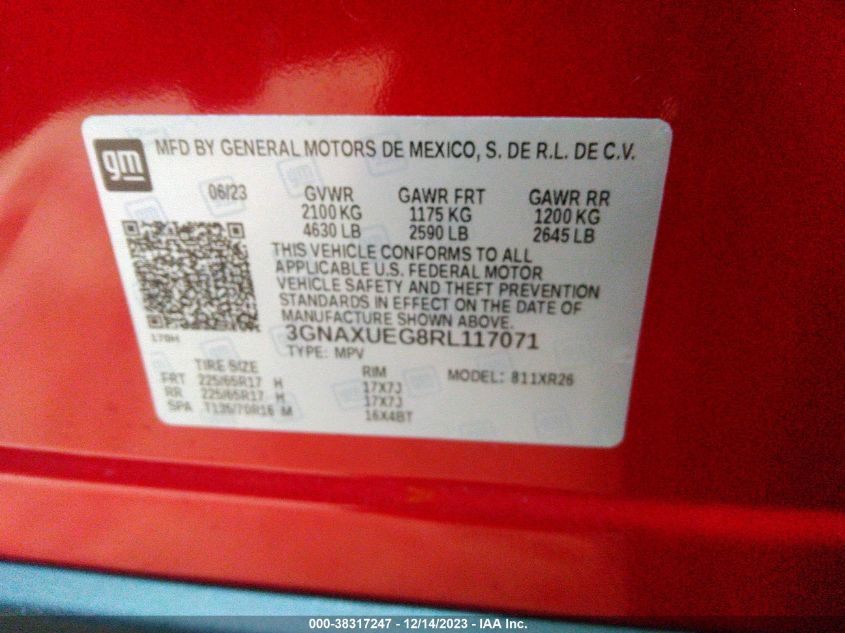 gm
MFD BY GENERAL MOTORS DE MEXICO, S. DE R.L. DE C.V.
06/23 GVWR GAWR FRT GAWR RR
2100 KG 1175 KG 1200 KG
4630 LB 2590 LB 2645 LB
THIS VEHICLE CONFORMS TO ALL
APPLICABLE U.S. FEDERAL MOTOR
VEHICLE SAFETY AND THEFT PREVENTION
STANDARDS IN EFFECT ON THE DATE OF
MANUFACTURE SHOWN ABOVE.
170H 3GNAXUEG8RL117071
TYPE: MPV
TIRE SIZE RIM MODEL: 811XR26
FRT 225/65R17 H 17X7J
RR 225/65R17 H 17X7J
SPA T135/70R16 M 16X4BT
000-38317247 - 12/14/2023 - IAA Inc.